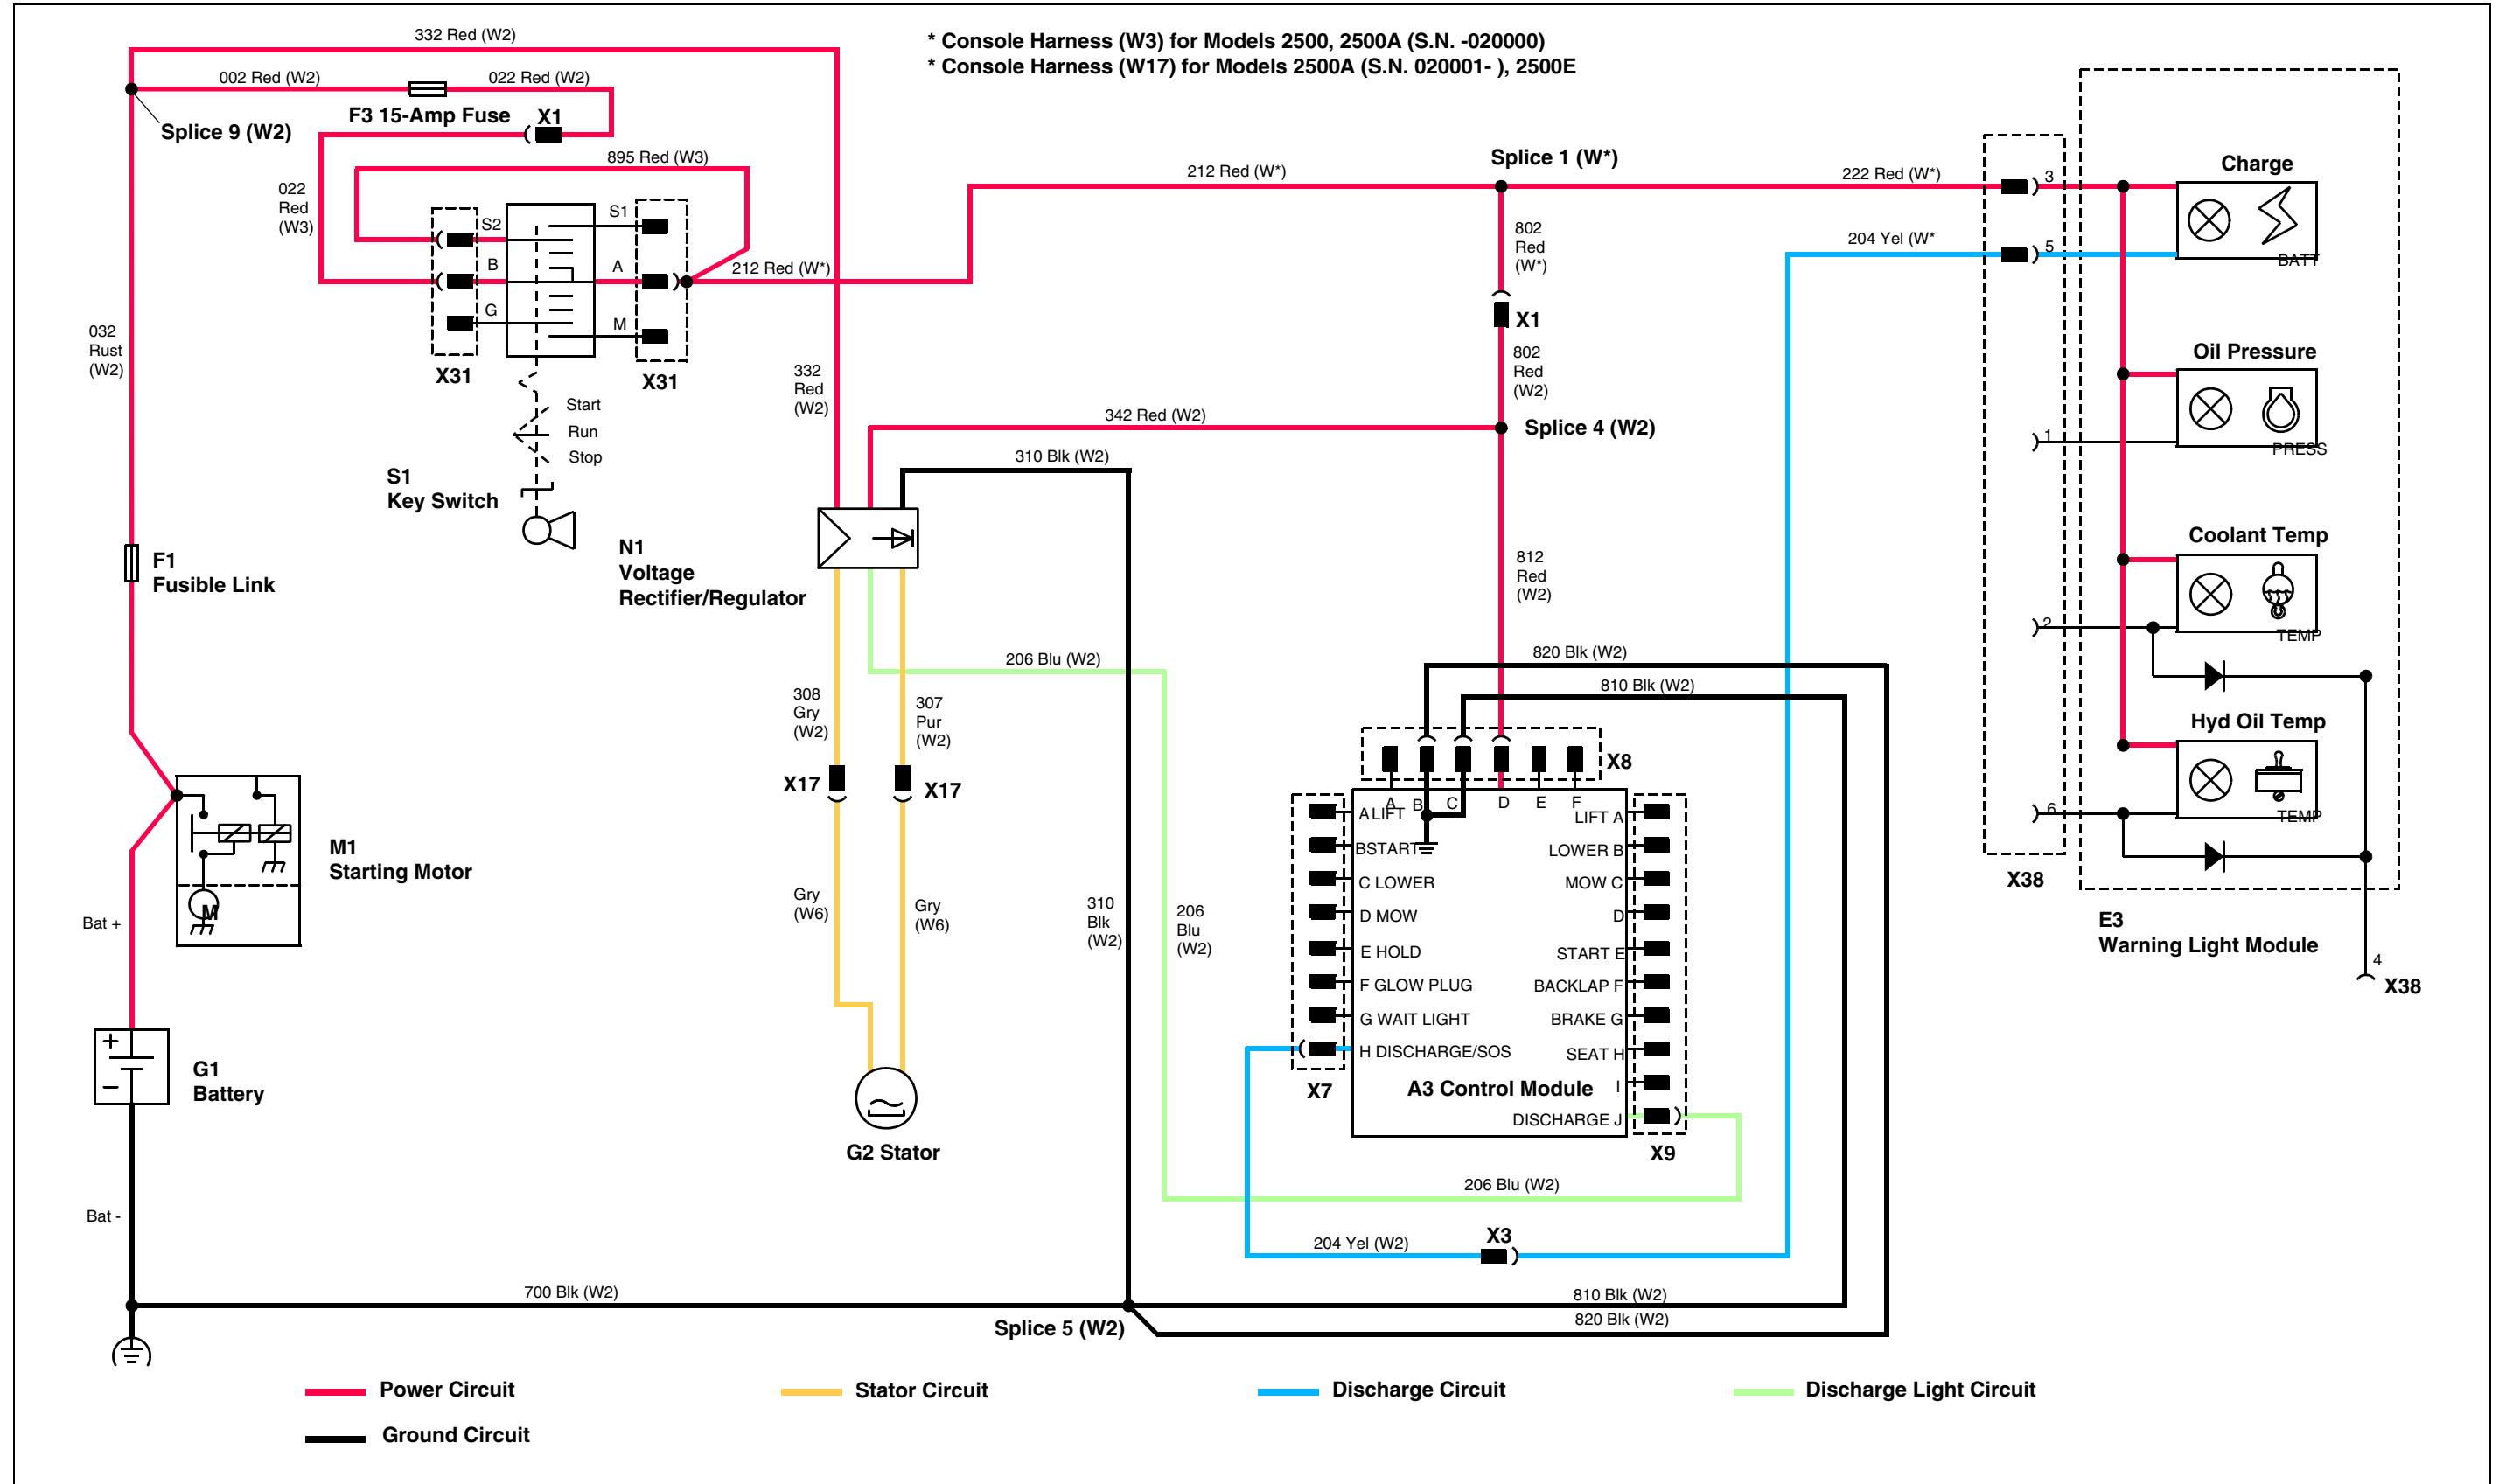 332 Red (W2)
* Console Harness (W3) for Models 2500, 2500A (S.N. -020000)
* Console Harness (W17) for Models 2500A (S.N. 020001- ), 2500E
002 Red (W2)
022 Red (W2)
F3 15-Amp Fuse
X1
Splice 9 (W2)
895 Red (W3)
022
Red
(W3)
S2
B
G
S1
A
M
X31
X31
212 Red (W*)
212 Red (W*)
Splice 1 (W*)
222 Red (W*)
204 Yel (W*
3
5
Charge
BATT
802
Red
(W*)
X1
802
Red
(W2)
032
Rust
(W2)
Start
Run
Stop
S1
Key Switch
332
Red
(W2)
342 Red (W2)
Splice 4 (W2)
310 Blk (W2)
Oil Pressure
1
PRESS
F1
Fusible Link
N1
Voltage
Rectifier/Regulator
812
Red
(W2)
Coolant Temp
2
TEMP
206 Blu (W2)
820 Blk (W2)
810 Blk (W2)
308
Gry
(W2)
307
Pur
(W2)
X17
X17
Hyd Oil Temp
6
TEMP
X8
A
B
C
D
E
F
A LIFT
BSTART
C LOWER
D MOW
E HOLD
F GLOW PLUG
G WAIT LIGHT
H DISCHARGE/SOS
LIFT A
LOWER B
MOW C
D
START E
BACKLAP F
BRAKE G
SEAT H
I
DISCHARGE J
A3 Control Module
X7
X9
X38
E3
Warning Light Module
4
X38
M1
Starting Motor
M
Bat +
Gry
(W6)
Gry
(W6)
310
Blk
(W2)
206
Blu
(W2)
+
−
G1
Battery
G2 Stator
206 Blu (W2)
204 Yel (W2)
X3
Bat -
700 Blk (W2)
Splice 5 (W2)
810 Blk (W2)
820 Blk (W2)
Power Circuit
Stator Circuit
Discharge Circuit
Discharge Light Circuit
Ground Circuit